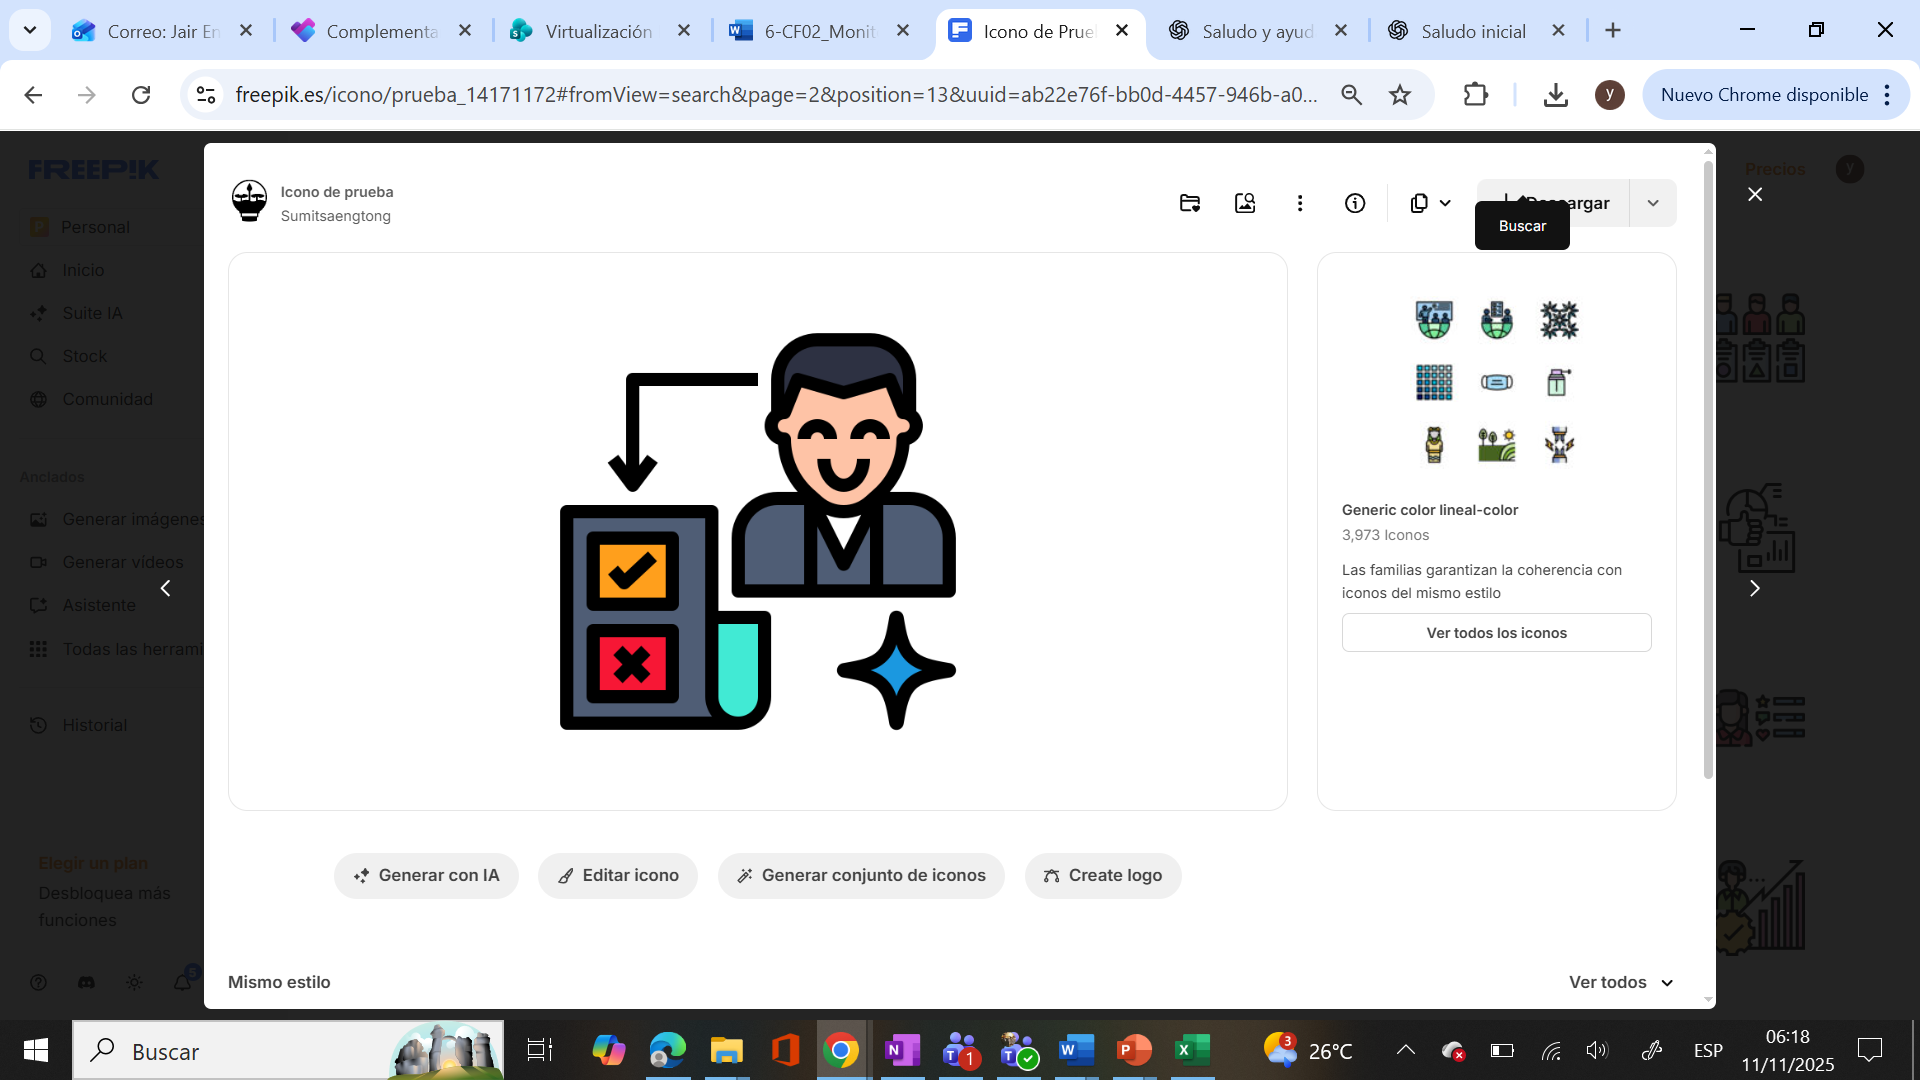 Correo: Jair En
Complementa
Virtualización
6-CF02_Monit
Icono de Prue
Saludo y ayud
Saludo inicial
freepik.es/icono/prueba_14171172#fromView=search&page=2&position=13&uuid=ab22e76f-bb0d-4457-946b-a0...
y
Nuevo Chrome disponible
FREEPIK
Precios
y
P
Personal
Inicio
Suite IA
Stock
Comunidad
Anclados
Generar imágenes
Generar vídeos
Asistente
Todas las herrami
Historial
Elegir un plan
Desbloquea más
funciones
5
Icono de prueba
Sumitsaengtong
Buscar
Generic color lineal-color
3,973 Iconos
Las familias garantizan la coherencia con
iconos del mismo estilo
Ver todos los iconos
Generar con IA
Editar icono
Generar conjunto de iconos
Create logo
Mismo estilo
Ver todos
Buscar
1
3
26°C
ESP
06:18
11/11/2025